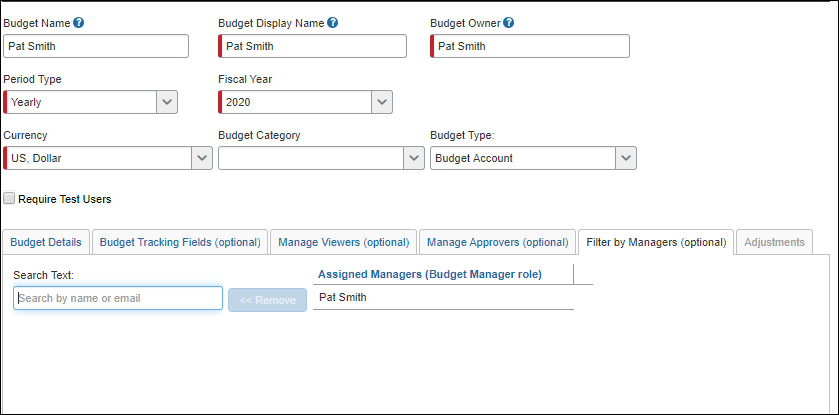 Budget Name ? Budget Display Name ? Budget Owner ?
Pat Smith Pat Smith Pat Smith
Period Type Fiscal Year
Yearly 2020
Currency Budget Category Budget Type:
US, Dollar Budget Account
Require Test Users
Budget Details Budget Tracking Fields (optional) Manage Viewers (optional) Manage Approvers (optional) Filter by Managers (optional) Adjustments
Search Text: Assigned Managers (Budget Manager role)
Search by name or email << Remove Pat Smith